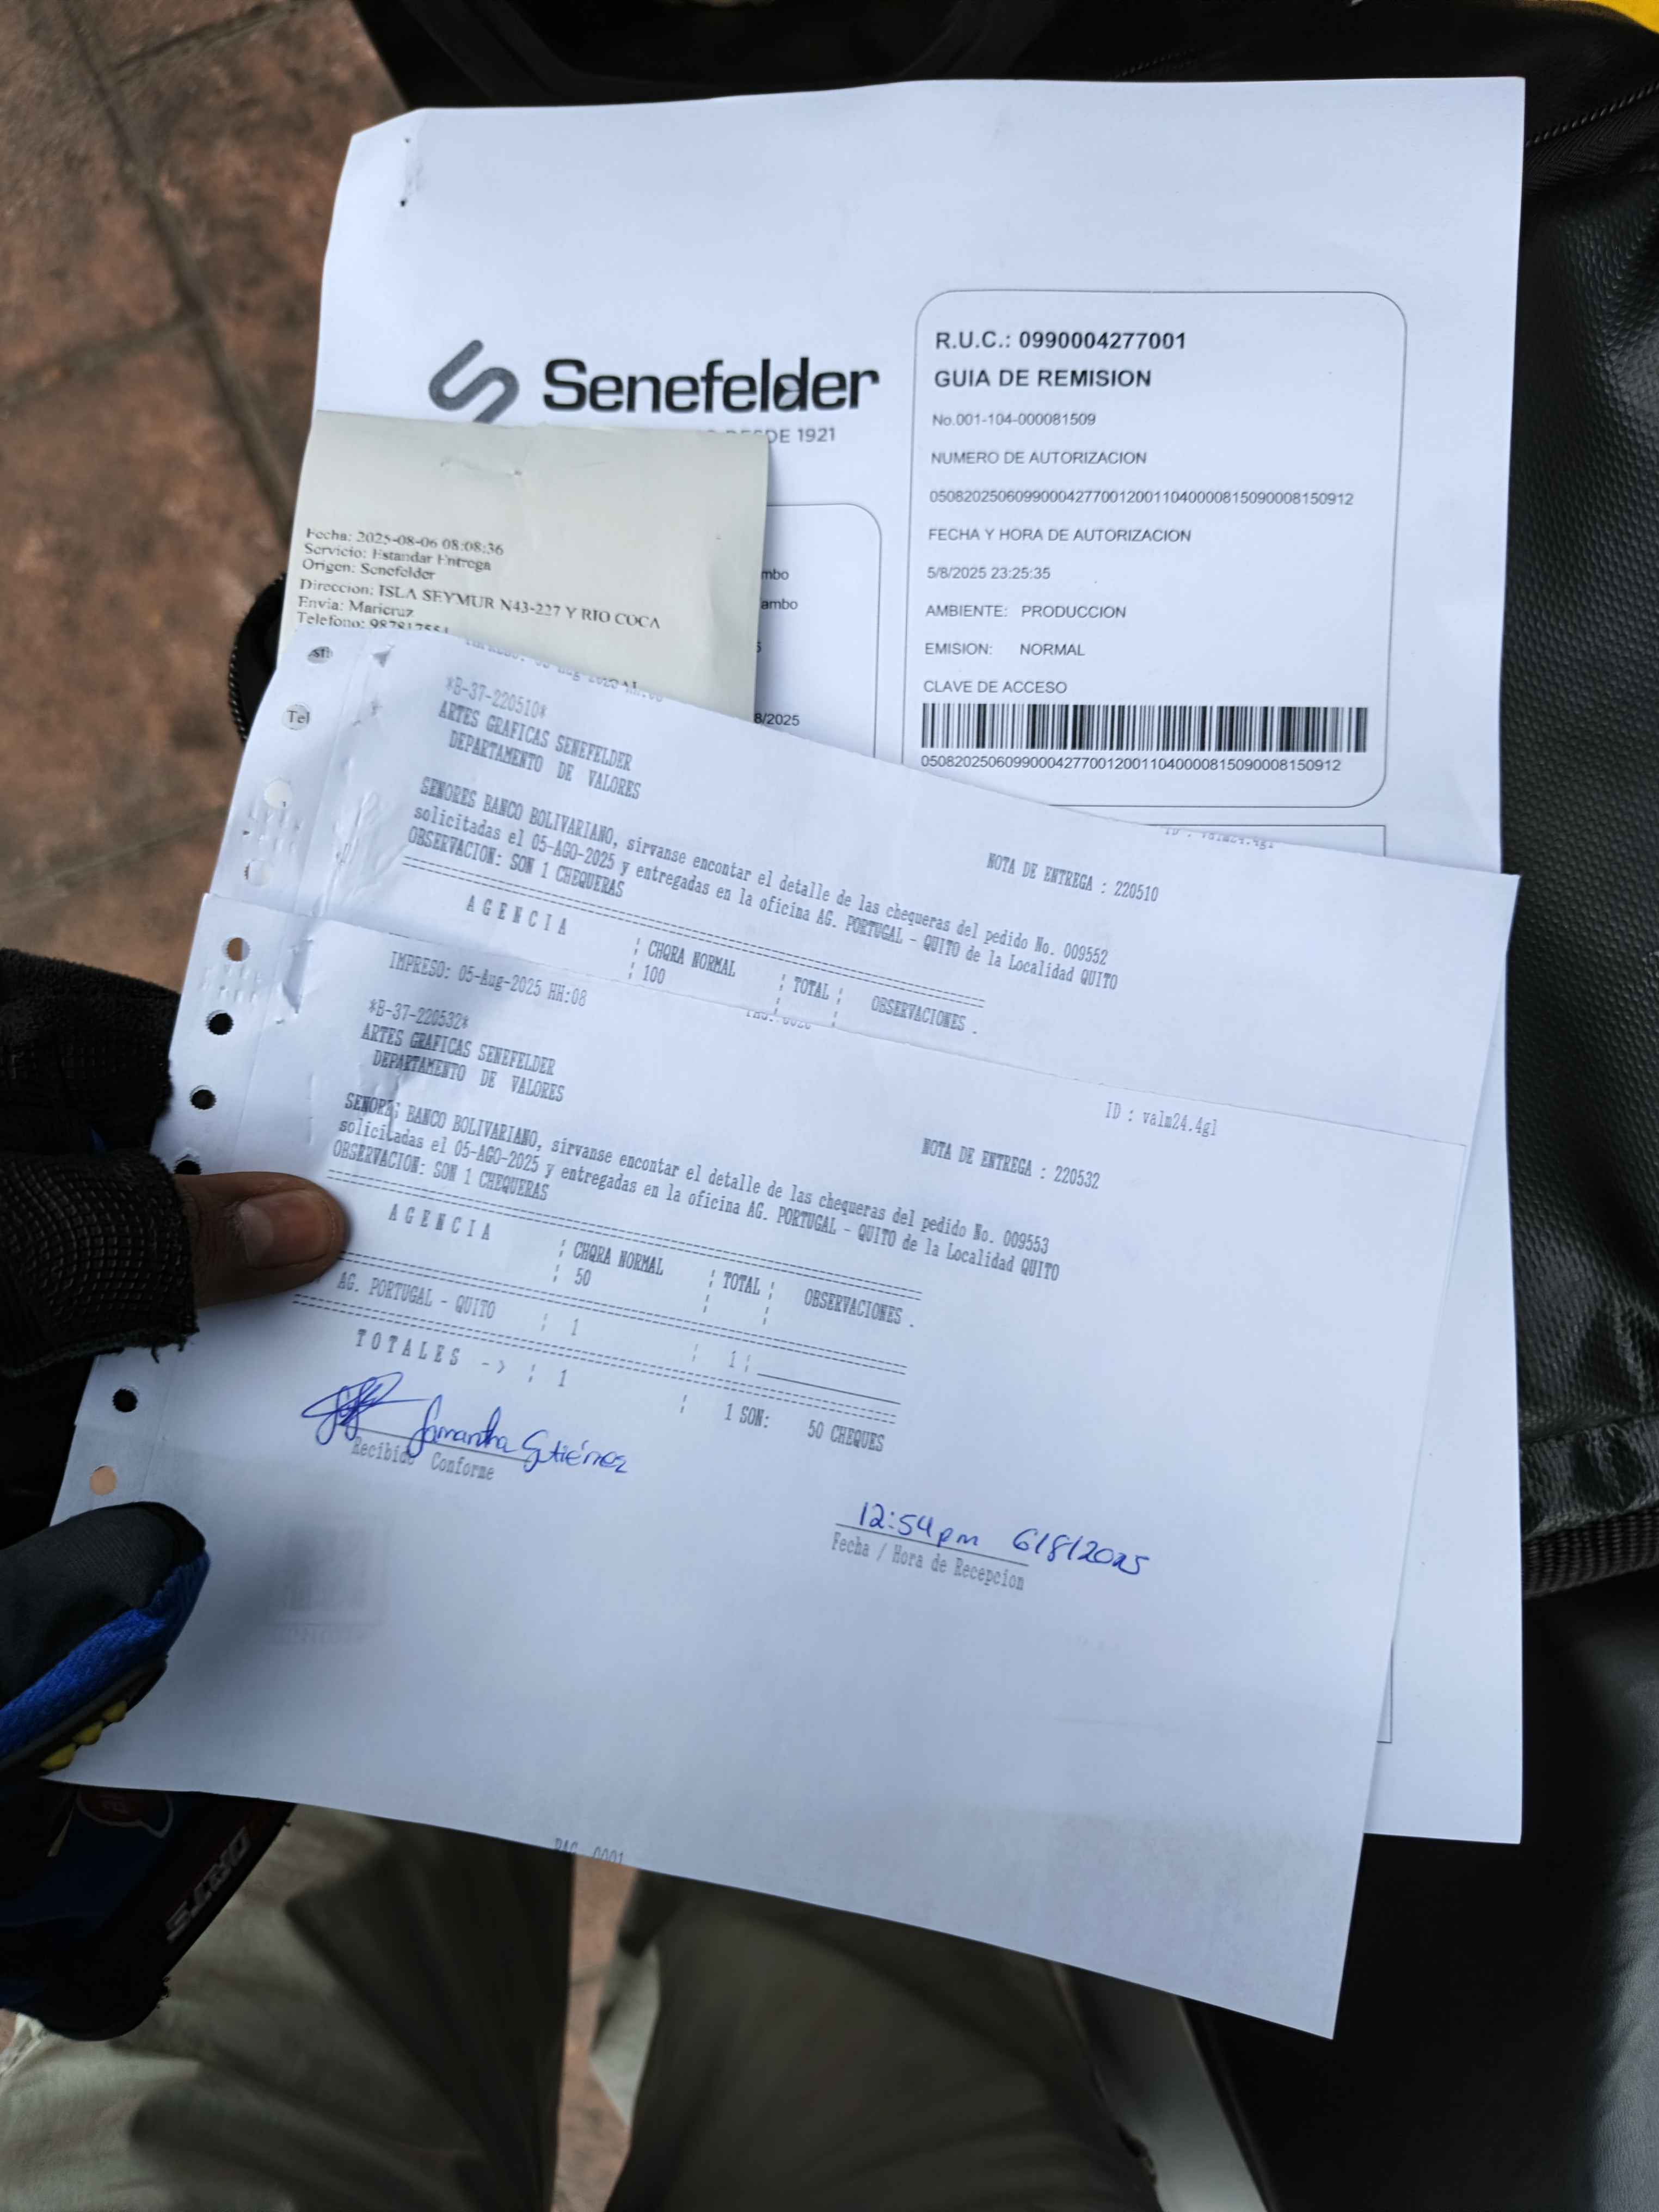 Senefelder
DESDE 1921
R.U.C.: 0990004277001
GUIA DE REMISION
No.001-104-000081509
NUMERO DE AUTORIZACION
0508202506099000427700120011040000815090008150912
FECHA Y HORA DE AUTORIZACION
5/8/2025 23:25:35
AMBIENTE: PRODUCCION
EMISION: NORMAL
CLAVE DE ACCESO
0508202506099000427700120011040000815090008150912
mbo
ambo
8/2025
Fecha: 2025-08-06 08:08:36
Servicio: Estandar Entrega
Origen: Senefelder
Direccion: ISLA SEYMUR N43-227 Y RIO COCA
Envia: Maricruz
Telefono:
Tel
*B-37-220510*
ARTES GRAFICAS SENEFELDER
DEPARTAMENTO DE VALORES
NOTA DE ENTREGA : 220510
SENORES BANCO BOLIVARIANO, sirvanse encontar el detalle de las chequeras del pedido No. 009552
solicitadas el 05-AGO-2025 y entregadas en la oficina AG. PORTUGAL - QUITO de la Localidad QUITO
OBSERVACION: SON 1 CHEQUERAS
A G E N C I A ¦ CHQRA NORMAL ¦ TOTAL ¦ OBSERVACIONES .
¦ 100 ¦ ¦
IMPRESO: 05-Aug-2025 HH:08
ID : valm24.4gl
*B-37-220532*
ARTES GRAFICAS SENEFELDER
DEPARTAMENTO DE VALORES
NOTA DE ENTREGA : 220532
SENORES BANCO BOLIVARIANO, sirvanse encontar el detalle de las chequeras del pedido No. 009553
solicitadas el 05-AGO-2025 y entregadas en la oficina AG. PORTUGAL - QUITO de la Localidad QUITO
OBSERVACION: SON 1 CHEQUERAS
A G E N C I A ¦ CHQRA NORMAL ¦ TOTAL ¦ OBSERVACIONES .
¦ 50 ¦ ¦
AG. PORTUGAL - QUITO ¦ 1 ¦ 1 ¦
T O T A L E S -> ¦ 1 ¦ 1 SON: 50 CHEQUES
Samantha Gutiérrez
Recibido Conforme
12:54pm 6/8/2025
Fecha / Hora de Recepcion
PAG 0001